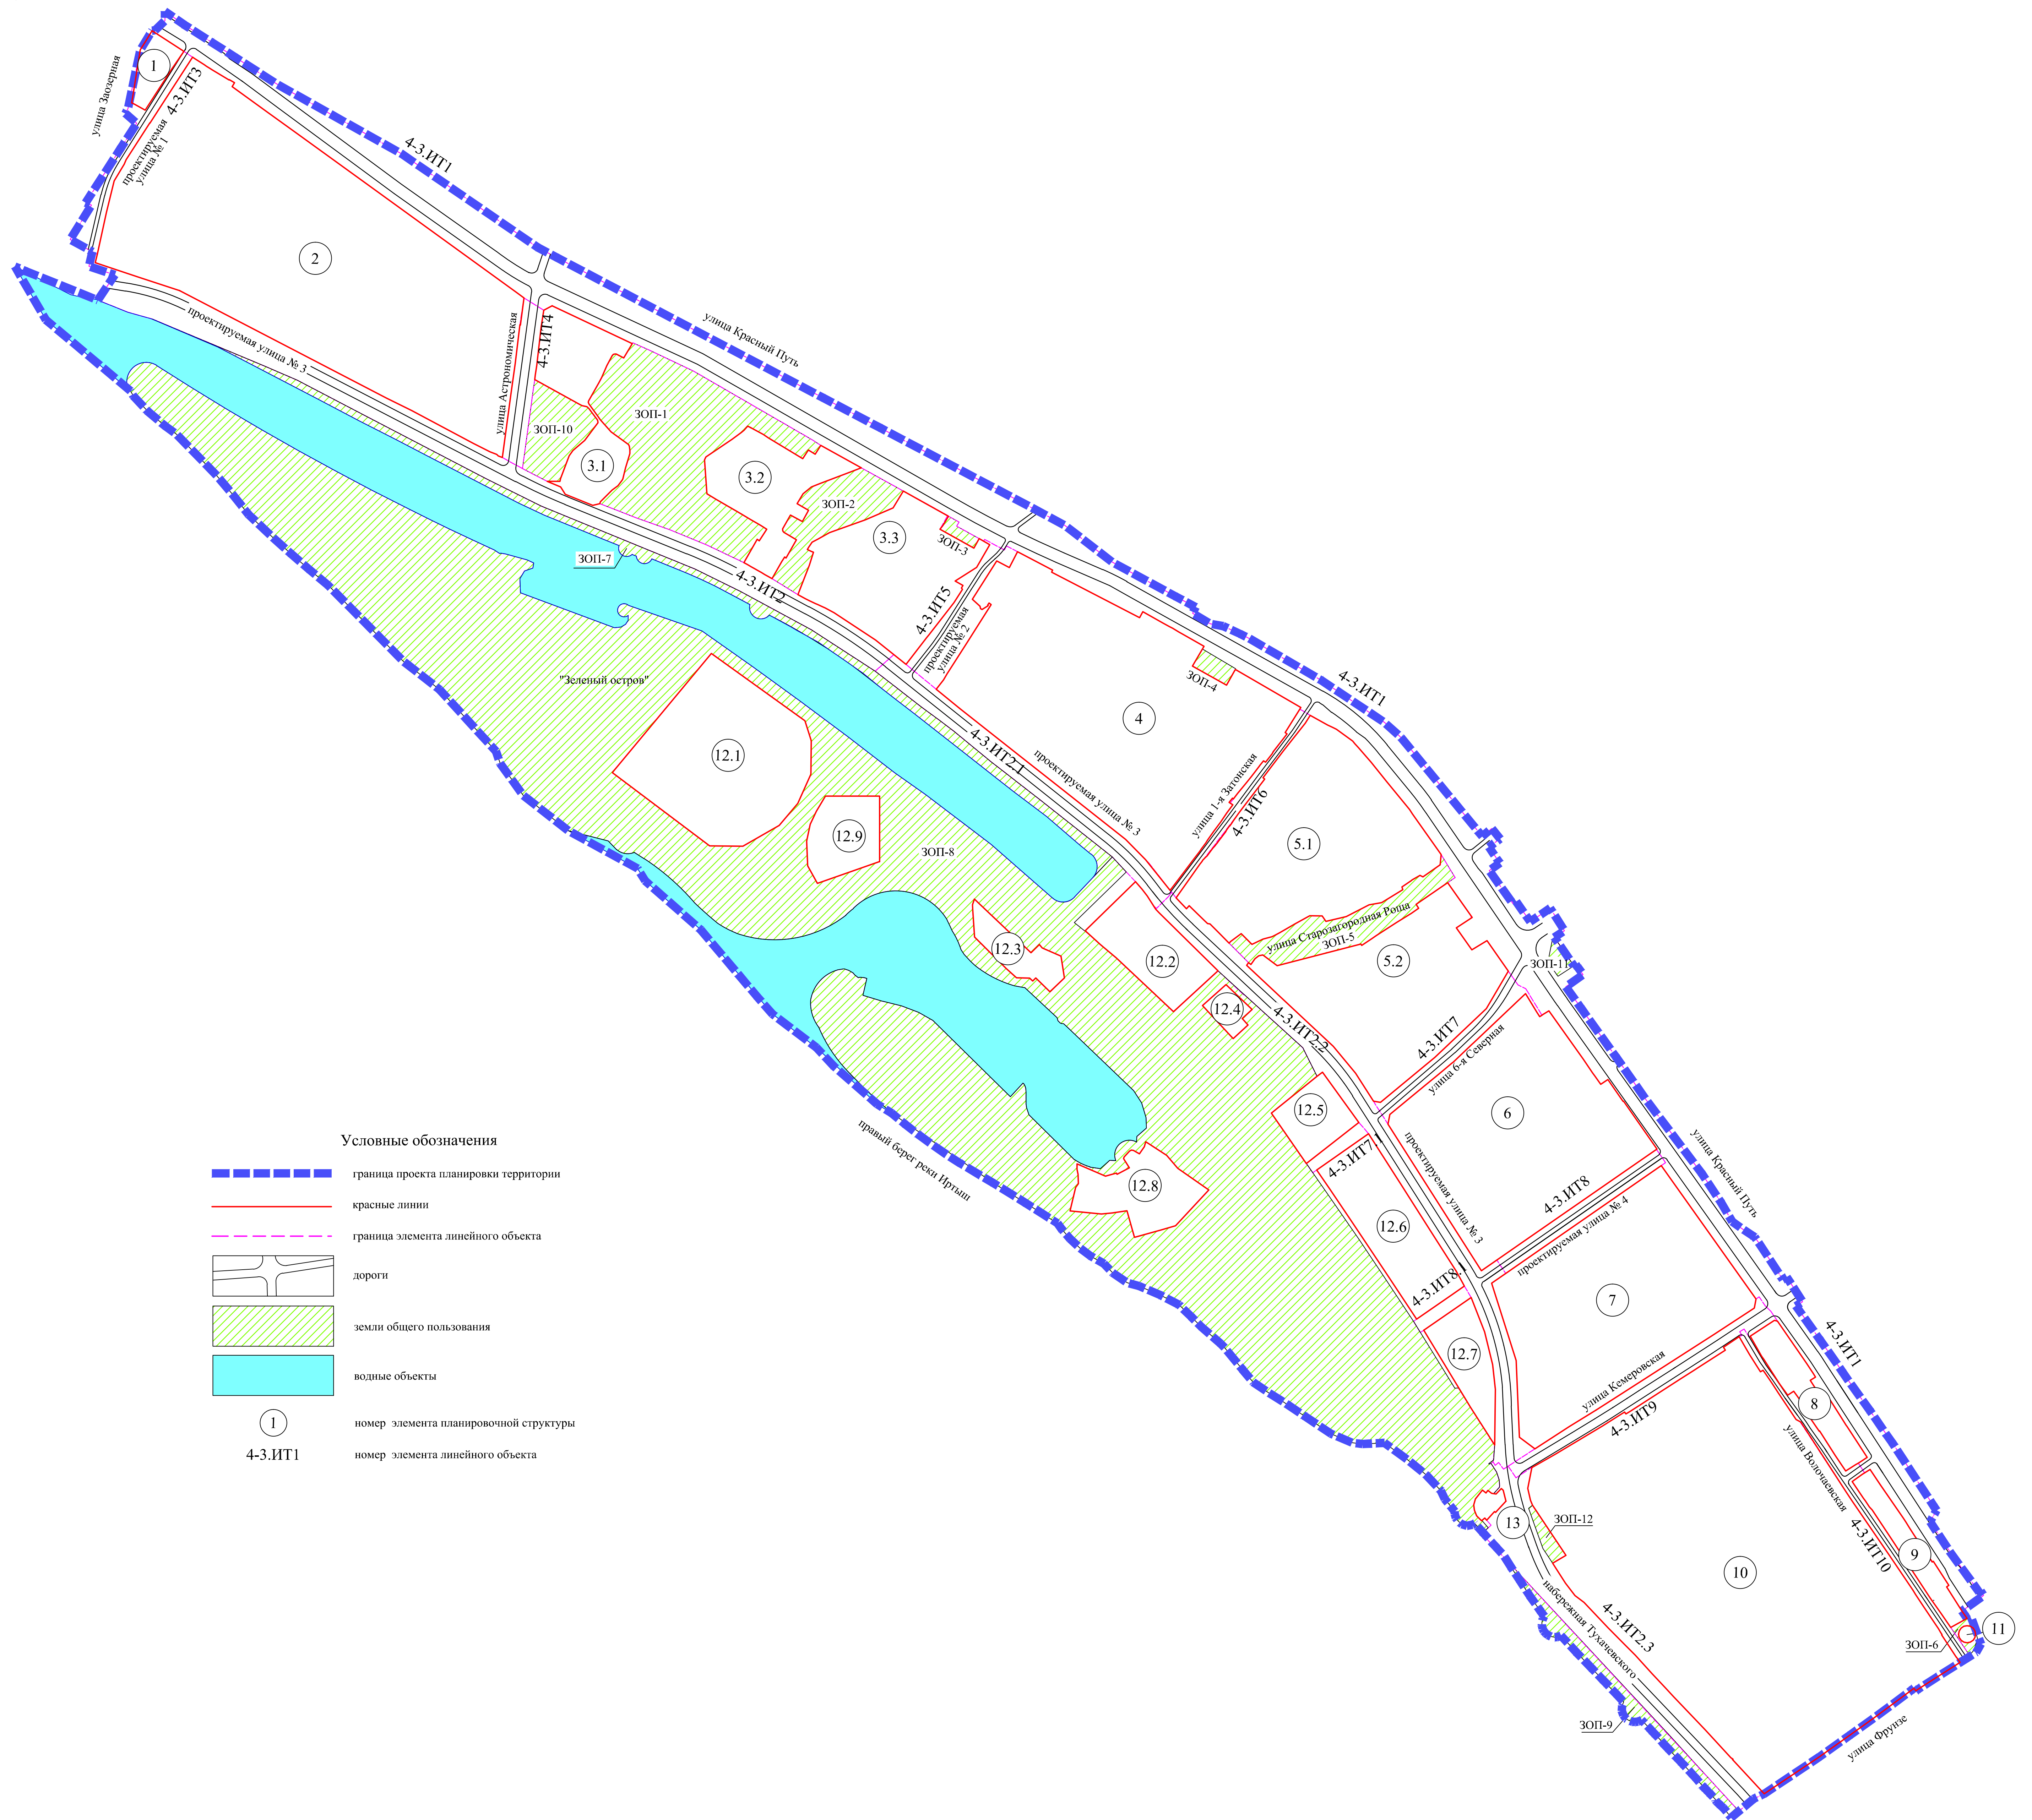 1
улица Заозерная
4-3.ИТ3
проектируемая
улица № 1
4-3.ИТ1
2
проектируемая улица № 3
улица Астрономическая
4-3.ИТ4
улица Красный Путь
ЗОП-1
ЗОП-10
3.1
3.2
ЗОП-2
3.3
ЗОП-3
ЗОП-7
4-3.ИТ2
4-3.ИТ5
проектируемая
улица № 2
"Зеленый остров"
ЗОП-4
4-3.ИТ1
4
12.1
4-3.ИТ2.1
проектируемая улица № 3
улица 1-я Затонская
4-3.ИТ6
12.9
ЗОП-8
5.1
улица Старозагородная Роща
ЗОП-5
12.3
12.2
5.2
ЗОП-11
12.4
4-3.ИТ2.2
4-3.ИТ7
улица 6-я Северная
12.5
6
правый берег реки Иртыш
4-3.ИТ7.1
проектируемая улица № 3
улица Красный Путь
12.8
4-3.ИТ8
12.6
проектируемая улица № 4
4-3.ИТ8.1
7
12.7
4-3.ИТ1
улица Кемеровская
4-3.ИТ9
8
улица Волочаевская
13
ЗОП-12
4-3.ИТ10
9
10
набережная Тухачевского
4-3.ИТ2.3
11
ЗОП-6
ЗОП-9
улица Фрунзе
Условные обозначения
граница проекта планировки территории
красные линии
граница элемента линейного объекта
дороги
земли общего пользования
водные объекты
1
номер элемента планировочной структуры
4-3.ИТ1
номер элемента линейного объекта